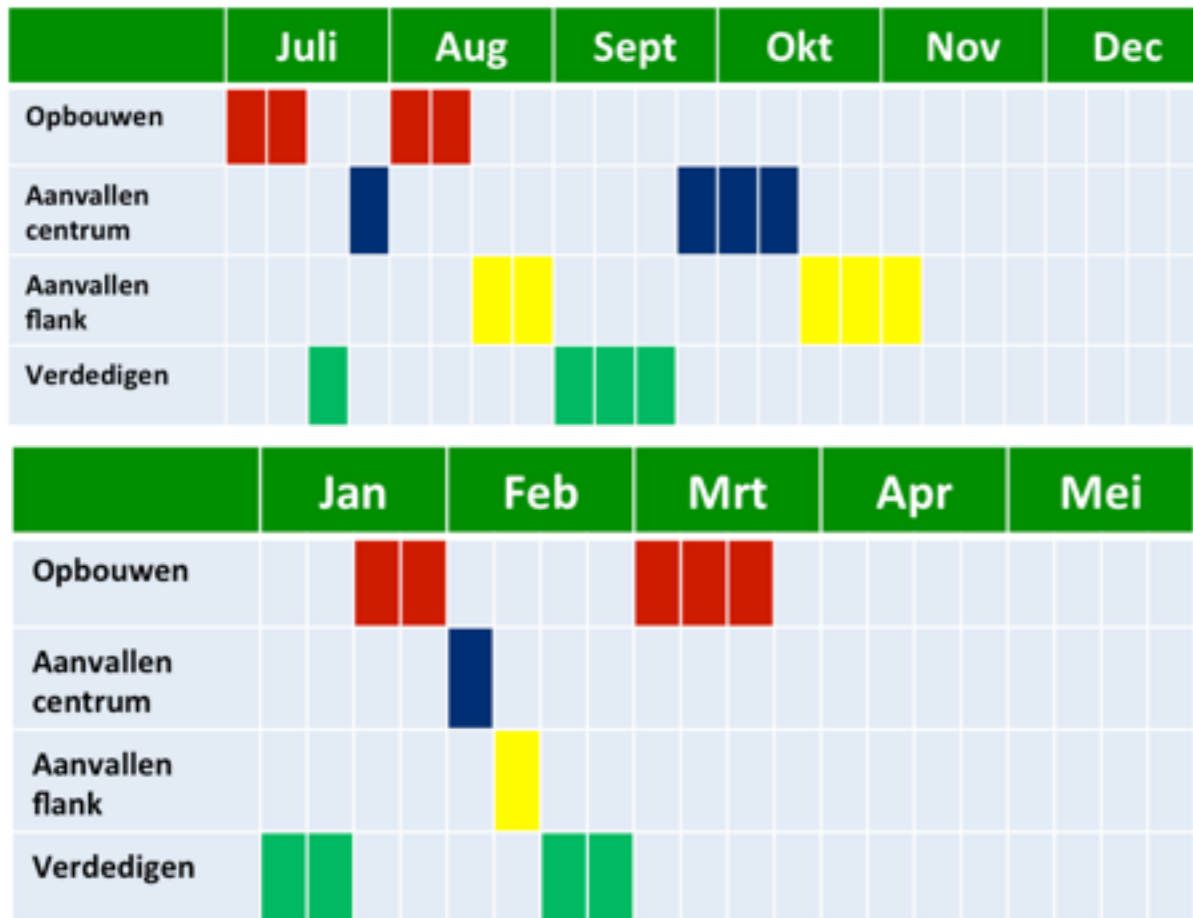 Juli Aug Sept Okt Nov Dec
Opbouwen
Aanvallen
centrum
Aanvallen
flank
Verdedigen
Jan Feb Mrt Apr Mei
Opbouwen
Aanvallen
centrum
Aanvallen
flank
Verdedigen